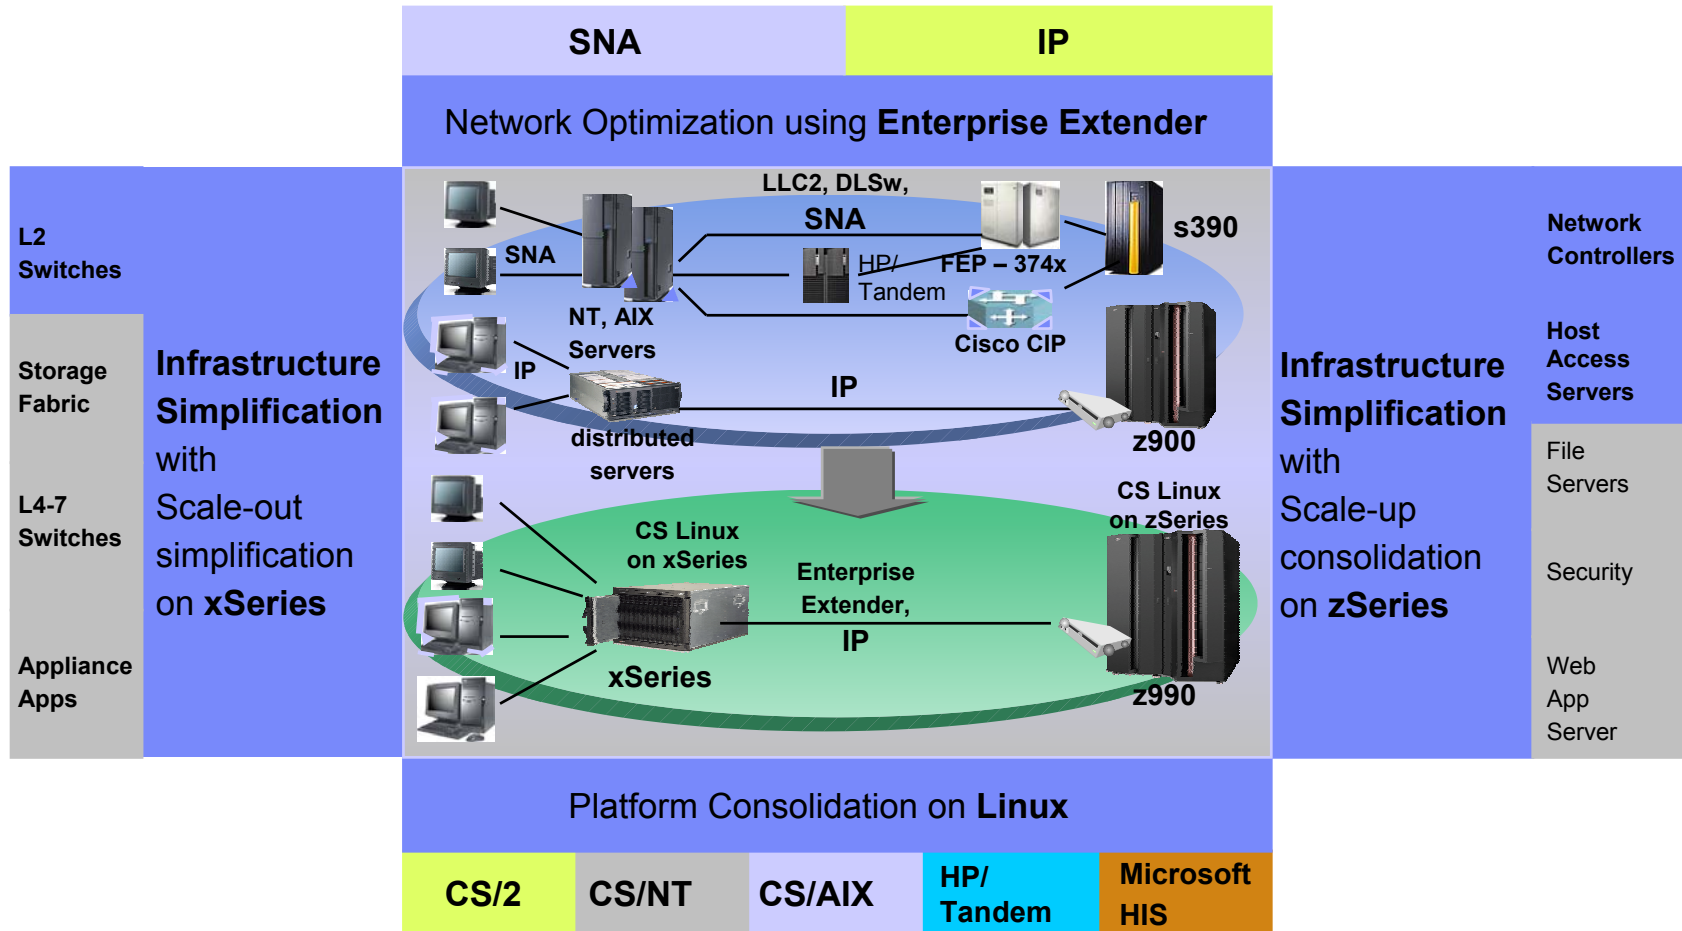 SNA
IP
Network Optimization using Enterprise Extender
L2
Switches
Storage
Fabric
L4-7
Switches
Appliance
Apps
Infrastructure
Simplification
with
Scale-out
simplification
on xSeries
LLC2, DLSw,
SNA
s390
SNA
HP/
Tandem
FEP – 374x
NT, AIX
Servers
Cisco CIP
IP
IP
distributed
servers
z900
CS Linux
on zSeries
CS Linux
on xSeries
Enterprise
Extender,
IP
xSeries
z990
Infrastructure
Simplification
with
Scale-up
consolidation
on zSeries
Network
Controllers
Host
Access
Servers
File
Servers
Security
Web
App
Server
Platform Consolidation on Linux
CS/2
CS/NT
CS/AIX
HP/
Tandem
Microsoft
HIS